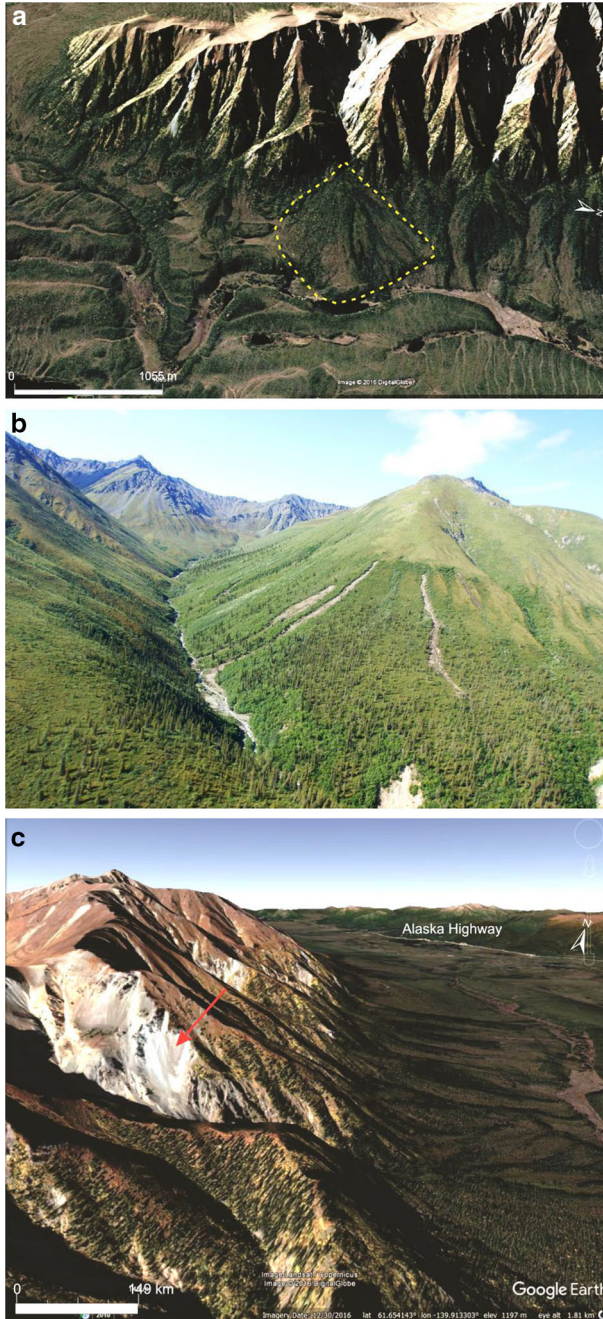 a
N
0
1055 m
Image © 2016 DigitalGlobe
b
c
Alaska Highway
N
0
149 km
Image Landsat / Copernicus
Image © 2016 DigitalGlobe
Google Earth
Imagery Date: 12/30/2016 lat 61.654143° lon -139.913303° elev 1197 m eye alt 1.81 km